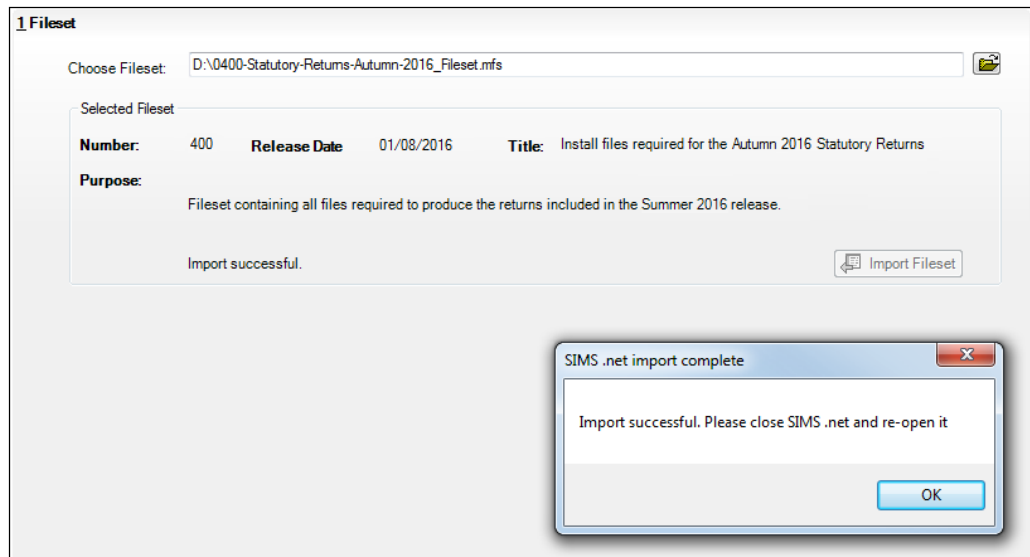 1 Fileset
Choose Fileset: D:\0400-Statutory-Returns-Autumn-2016_Fileset.mfs
Selected Fileset
Number: 400 Release Date 01/08/2016 Title: Install files required for the Autumn 2016 Statutory Returns
Purpose:
Fileset containing all files required to produce the returns included in the Summer 2016 release.
Import successful. Import Fileset
SIMS .net import complete
Import successful. Please close SIMS .net and re-open it
OK